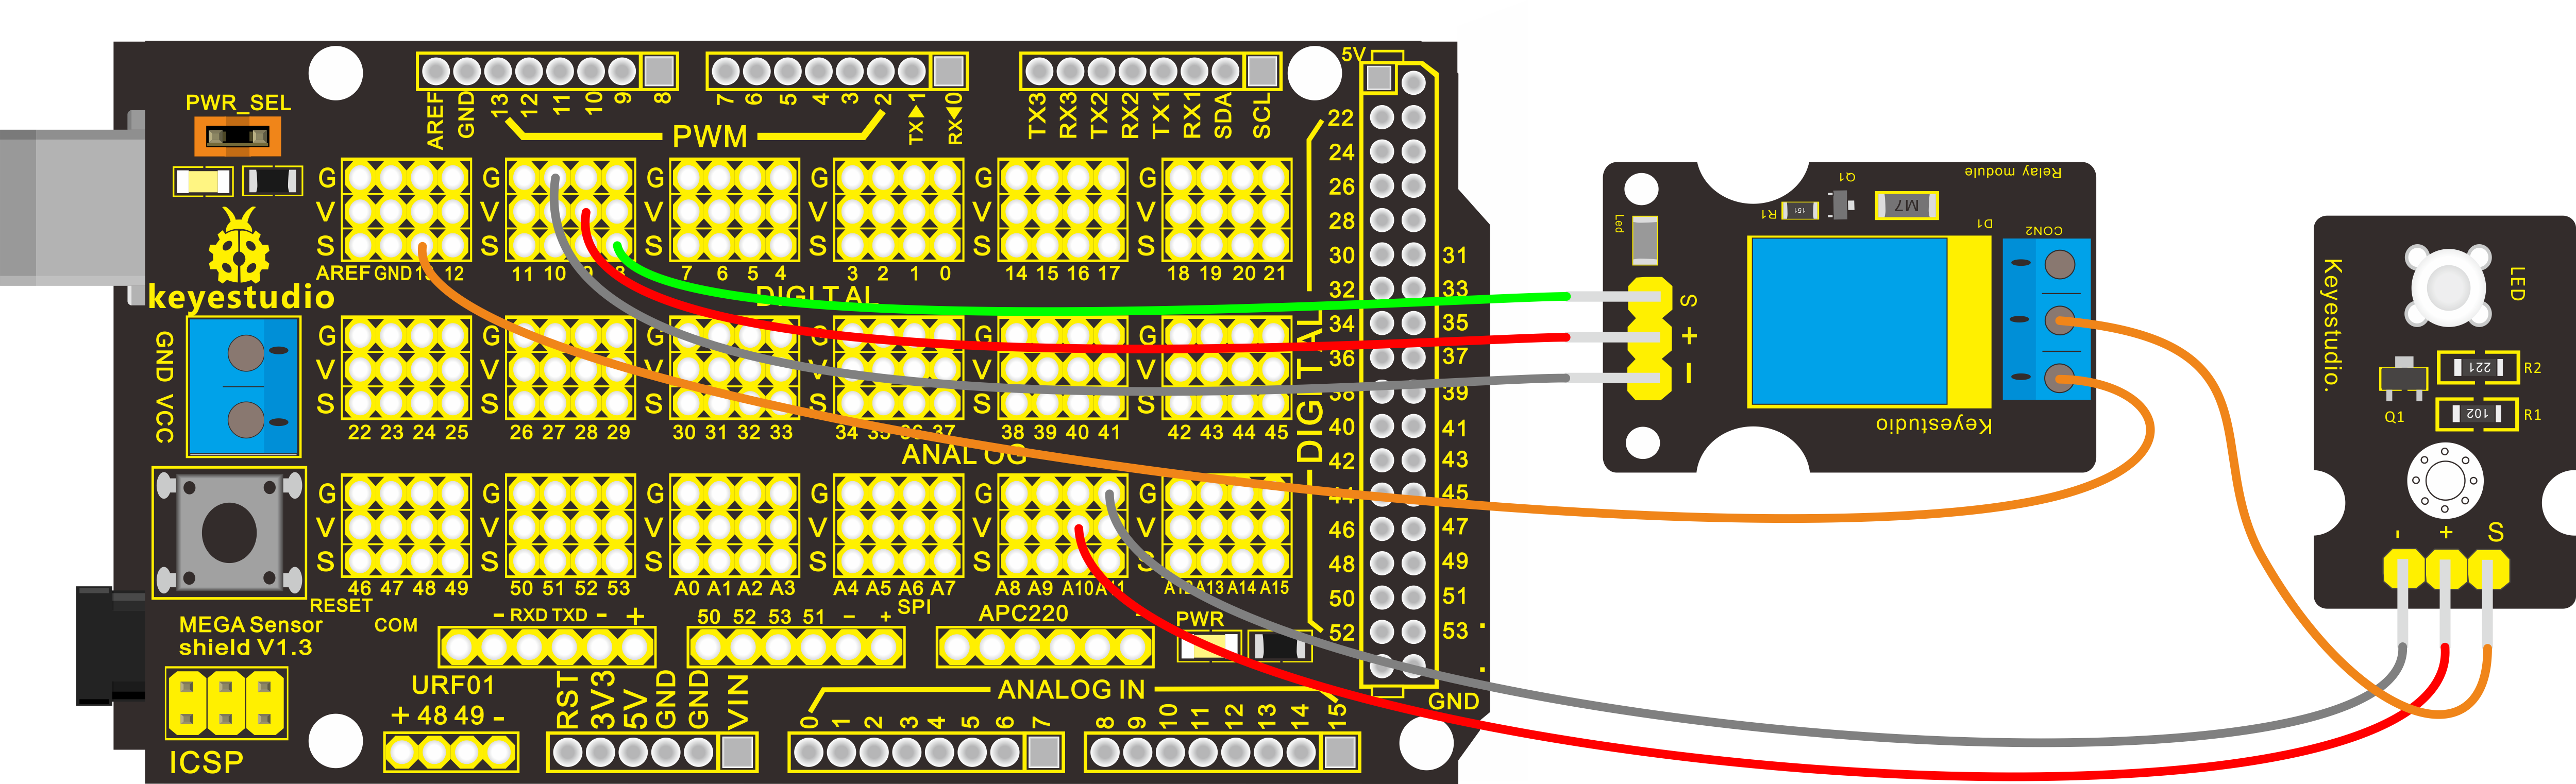 5V
PWR_SEL
AREF GND 13 12 11 10 9 8
7 6 5 4 3 2 TX▶1 RX◀0
TX3 RX3 TX2 RX2 TX1 RX1 SDA SCL
PWM
G G G G G G
V V V V V V
S S S S S S
AREF GND 13 12 11 10 9 8 7 6 5 4 3 2 1 0 14 15 16 17 18 19 20 21
keyestudio
DIGITAL
GND VCC
G G G G G
V V V V V
S S S S S S
22 23 24 25 26 27 28 29 30 31 32 33 34 35 36 37 38 39 40 41 42 43 44 45
ANALOG
G G G G G G
V V V V V V
S S S S S S
46 47 48 49 50 51 52 53 A0 A1 A2 A3 A4 A5 A6 A7 A8 A9 A10 A11 A12 A13 A14 A15
RESET
MEGA Sensor
shield V1.3
COM
- RXD TXD - +
50 52 53 51 - +
SPI
APC220
-
PWR
URF01
+ 48 49 -
ICSP
RST 3V3 5V GND GND VIN
ANALOG IN
0 1 2 3 4 5 6 7
8 9 10 11 12 13 14 15
DIGITAL
22
24
26
28
30 31
32 33
34 35
36 37
38 39
40 41
42 43
44 45
46 47
48 49
50 51
52 53
GND
Relay module
Q1
R1
151
M7
D1
CON2
Led
S
+
−
Keyestudio
Keyestudio.
LED
221
R2
102
R1
Q1
- + S